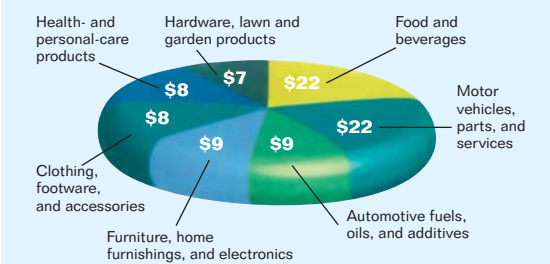 Health- and
personal-care
products
Hardware, lawn and
garden products
Food and
beverages
$7
$22
$8
Motor
vehicles,
parts, and
services
$8
$22
$9
$9
Clothing,
footware,
and accessories
Automotive fuels,
oils, and additives
Furniture, home
furnishings, and electronics